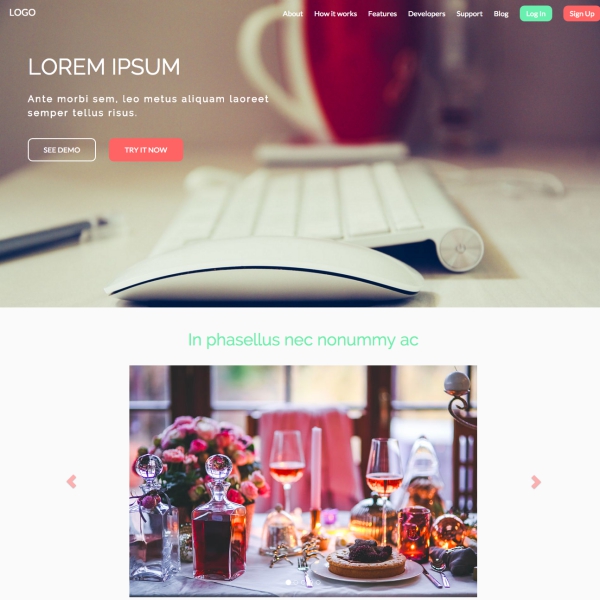 LOGO
About How it works Features Developers Support Blog Log In Sign Up
LOREM IPSUM
Ante morbi sem, leo metus aliquam laoreet
semper tellus risus.
SEE DEMO TRY IT NOW
In phasellus nec nonummy ac